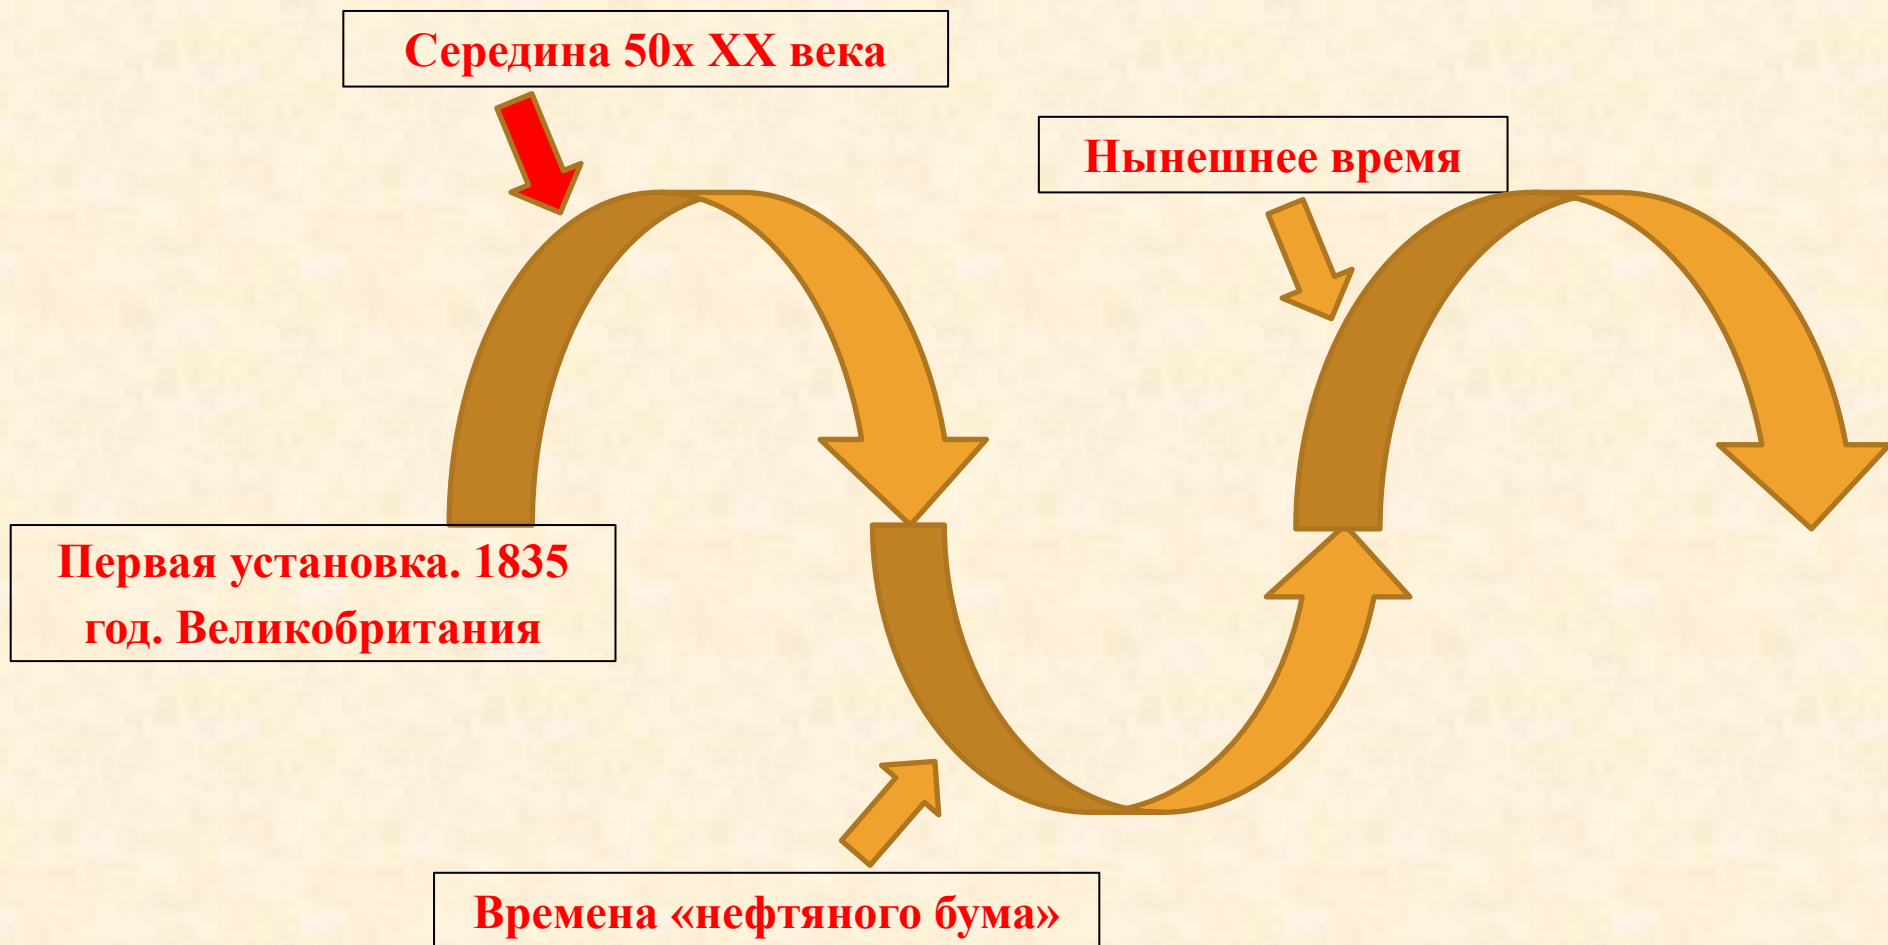 Середина 50х XX века
Нынешнее время
Первая установка. 1835
год. Великобритания
Времена «нефтяного бума»